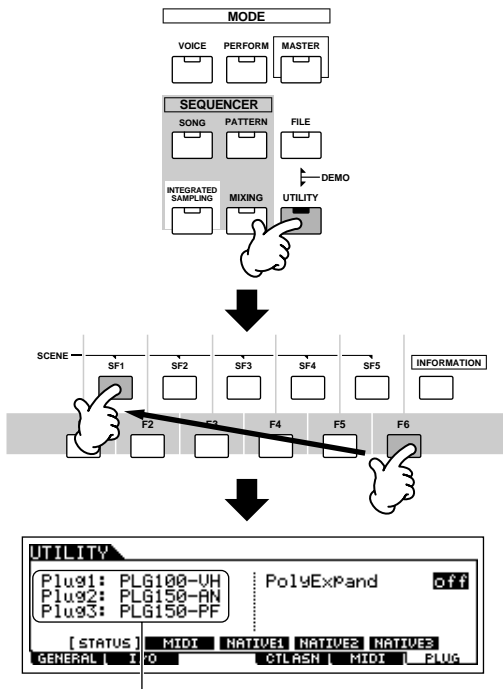 MODE
VOICE PERFORM MASTER
SEQUENCER
SONG PATTERN FILE
DEMO
INTEGRATED
SAMPLING MIXING UTILITY
SCENE
SF1 SF2 SF3 SF4 SF5 INFORMATION
F2 F3 F4 F5 F6
UTILITY
Plug1: PLG100-VH PolyExpand off
Plug2: PLG150-AN
Plug3: PLG150-PF
[ STATUS ] MIDI NATIVE1 NATIVE2 NATIVE3
GENERAL I/O CTLASN MIDI PLUG